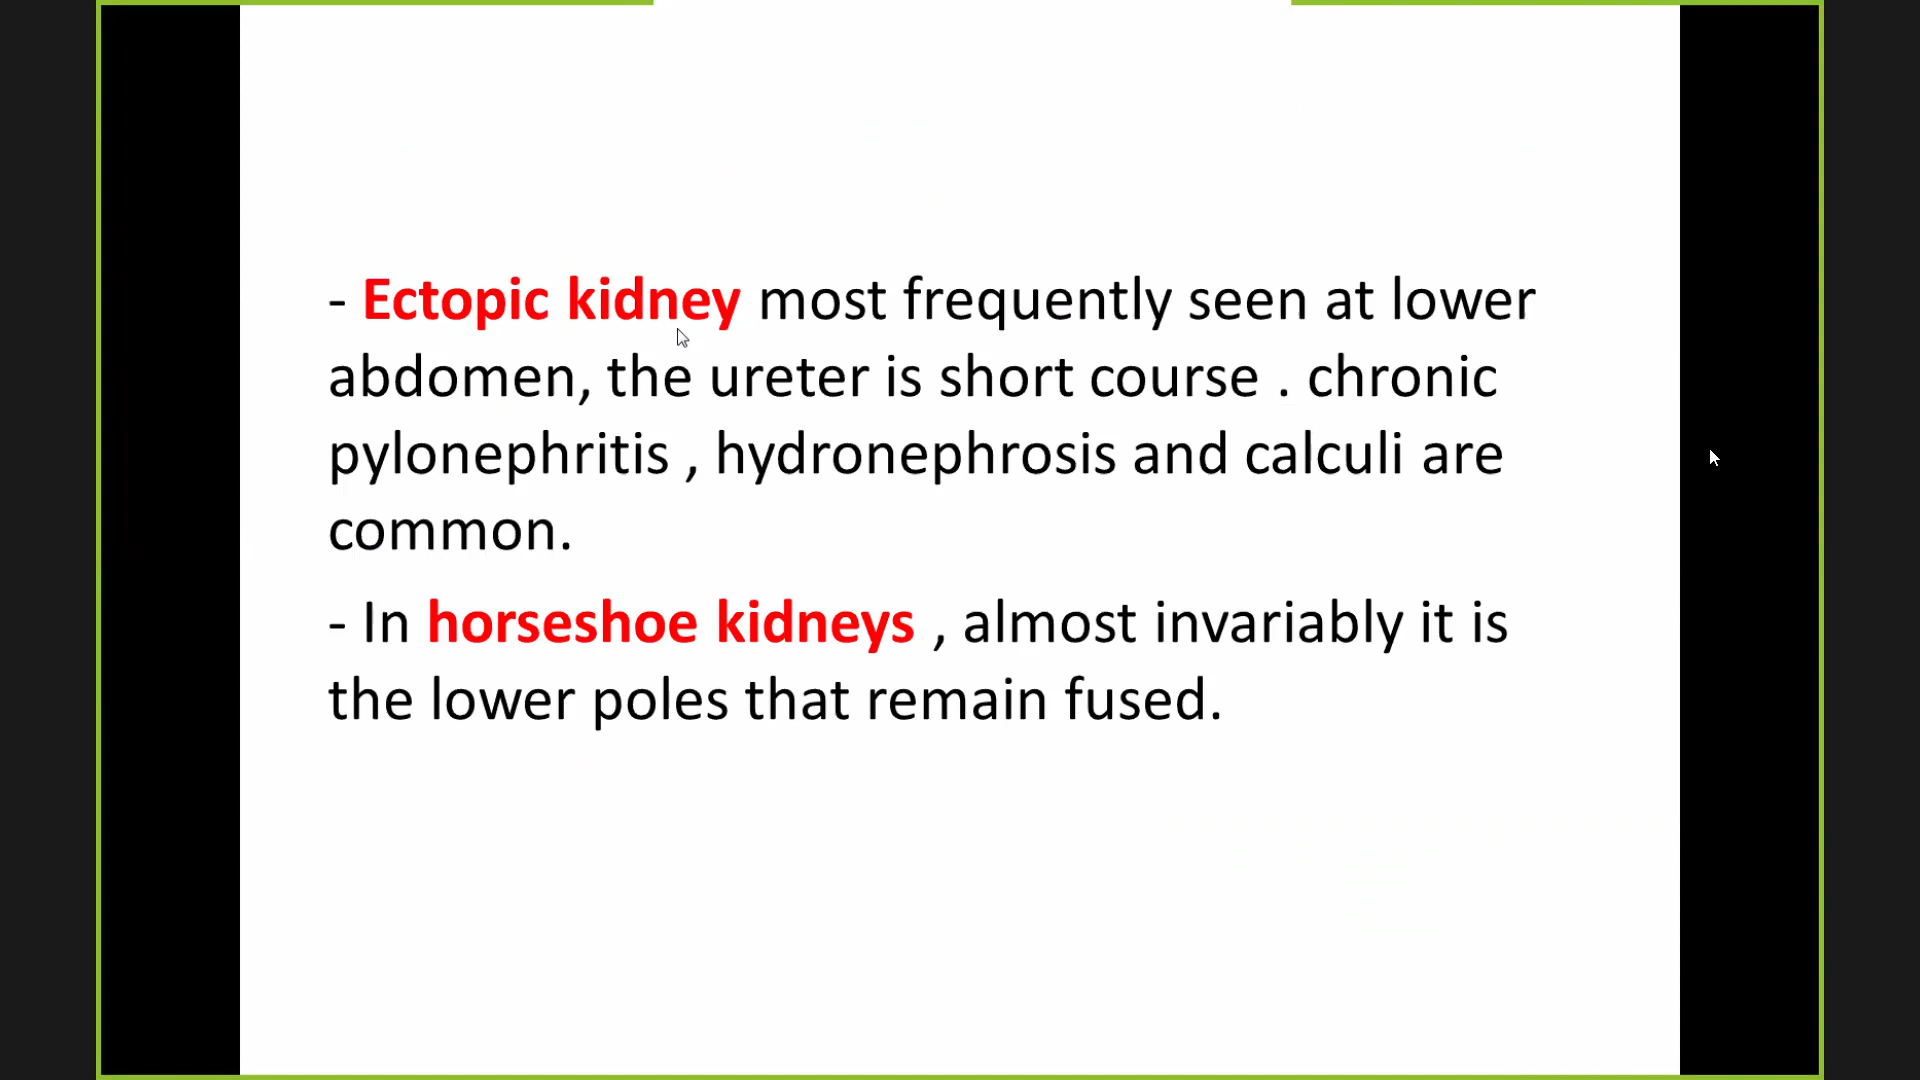 - Ectopic kidney most frequently seen at lower
abdomen, the ureter is short course . chronic
pylonephritis , hydronephrosis and calculi are
common.
- In horseshoe kidneys , almost invariably it is
the lower poles that remain fused.